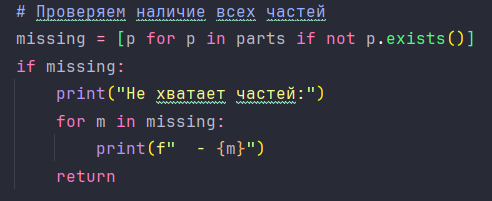 # Проверяем наличие всех частей
missing = [p for p in parts if not p.exists()]
if missing:
    print("Не хватает частей:")
    for m in missing:
        print(f"  - {m}")
    return